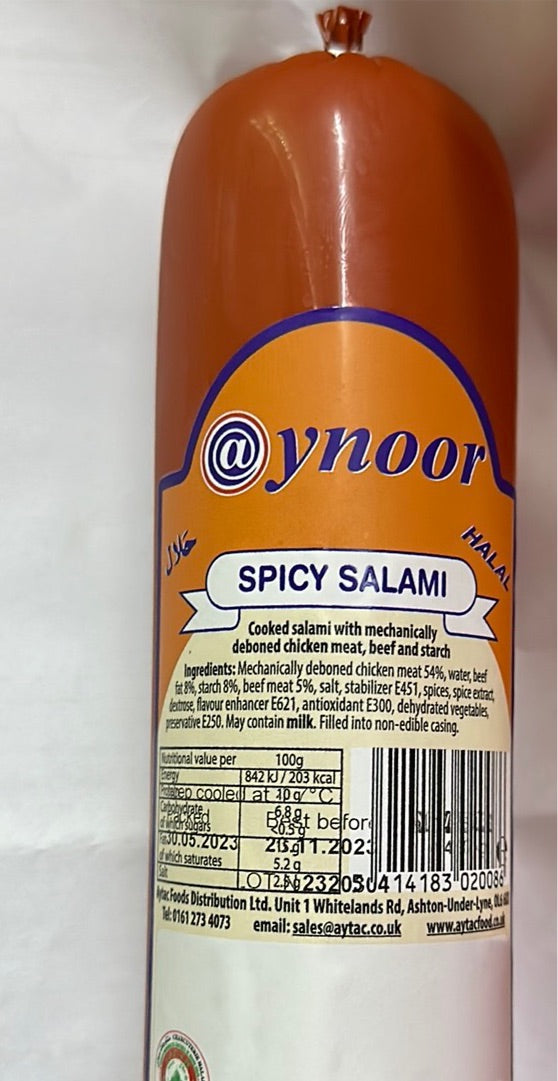 @ynoor
حلال
HALAL
SPICY SALAMI
Cooked salami with mechanically
deboned chicken meat, beef and starch
Ingredients: Mechanically deboned chicken meat 54%, water, beef
fat 8%, starch 8%, beef meat 5%, salt, stabilizer E451, spices, spice extract,
dextrose, flavour enhancer E621, antioxidant E300, dehydrated vegetables,
preservative E250. May contain milk. Filled into non-edible casing.
Nutritional value per 100g
Energy 842 kJ / 203 kcal
Keep cooled at
Carbohydrate 6.8 g
Packed Best before
of which sugars
30.05.2023
of which saturates 5.2 g
Salt
Aytac Foods Distribution Ltd. Unit 1 Whitelands Rd, Ashton-Under-Lyne,
Tel: 0161 273 4073 email: sales@aytac.co.uk www.aytacfood.co.uk